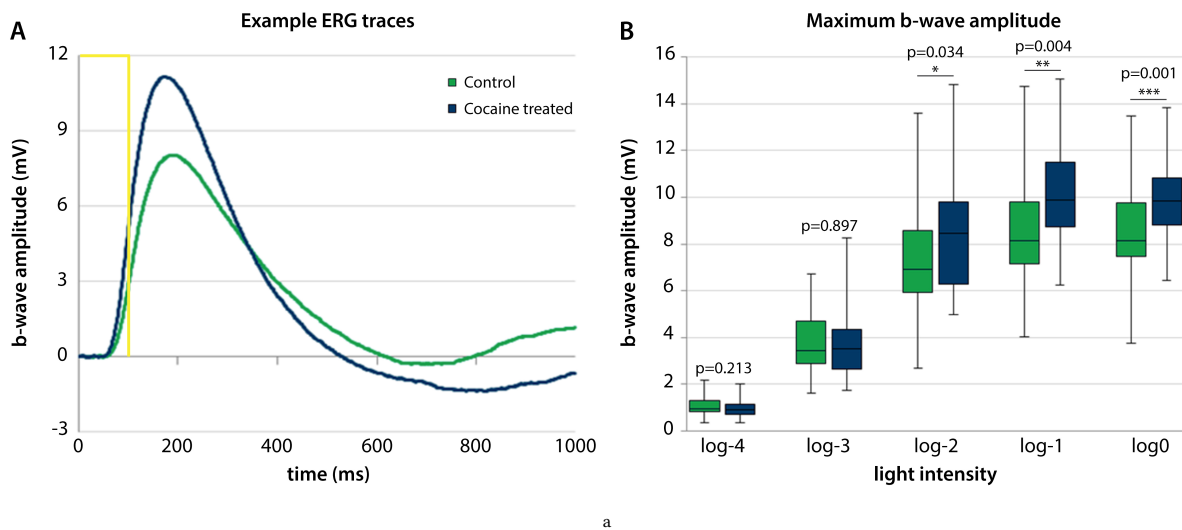 A
Example ERG traces
b-wave amplitude (mV)
12
9
6
3
0
-3
Control
Cocaine treated
0
200
400
600
800
1000
time (ms)
B
Maximum b-wave amplitude
b-wave amplitude (mV)
16
14
12
10
8
6
4
2
0
p=0.213
p=0.897
p=0.034
*
p=0.004
**
p=0.001
***
log-4
log-3
log-2
log-1
log0
light intensity
a